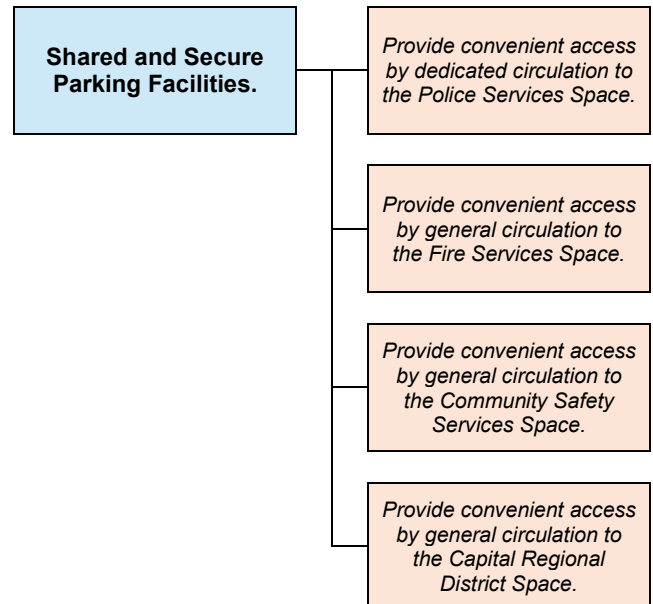 Shared and Secure
Parking Facilities.
Provide convenient access
by dedicated circulation to
the Police Services Space.
Provide convenient access
by general circulation to
the Fire Services Space.
Provide convenient access
by general circulation to
the Community Safety
Services Space.
Provide convenient access
by general circulation to
the Capital Regional
District Space.